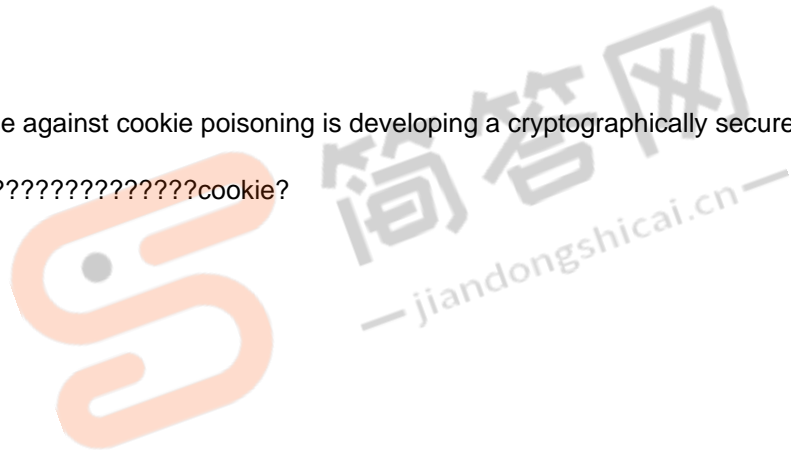 e against cookie poisoning is developing a cryptographically secure
??????????????cookie?
简答网
— jiandongshicai.cn —